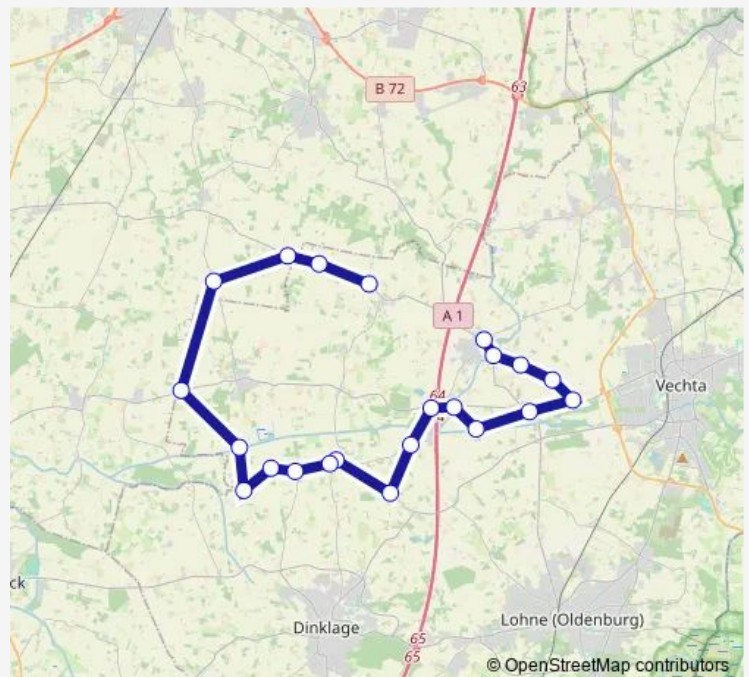 B 72
63
A 1
64
Vechta
ck
Dinklage
Lohne (Oldenburg)
65
65
© OpenStreetMap contributors